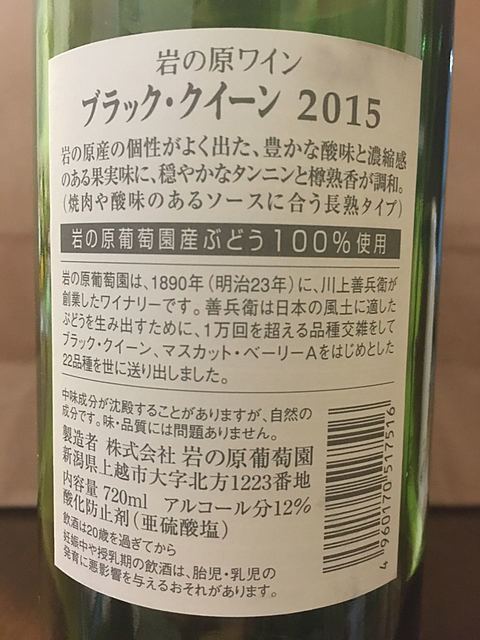 岩の原ワイン
ブラック・クイーン 2015
岩の原産の個性がよく出た、豊かな酸味と濃縮感
のある果実味に、穏やかなタンニンと樽熟香が調和。
(焼肉や酸味のあるソースに合う長熟タイプ)
岩の原葡萄園産ぶどう100%使用
岩の原葡萄園は、1890年(明治23年)に、川上善兵衛が
創業したワイナリーです。善兵衛は日本の風土に適した
ぶどうを生み出すために、1万回を超える品種交雑をして
ブラック・クイーン、マスカット・ベーリーAをはじめとした
22品種を世に送り出しました。
中味成分が沈殿することがありますが、自然の
成分です。味・品質には問題ありません。
製造者 株式会社 岩の原葡萄園
新潟県上越市大字北方1223番地
内容量 720ml アルコール分12%
酸化防止剤(亜硫酸塩)
飲酒は20歳を過ぎてから
妊娠中や授乳期の飲酒は、胎児・乳児の
発育に悪影響を与えるおそれがあります。
4 960170 517516